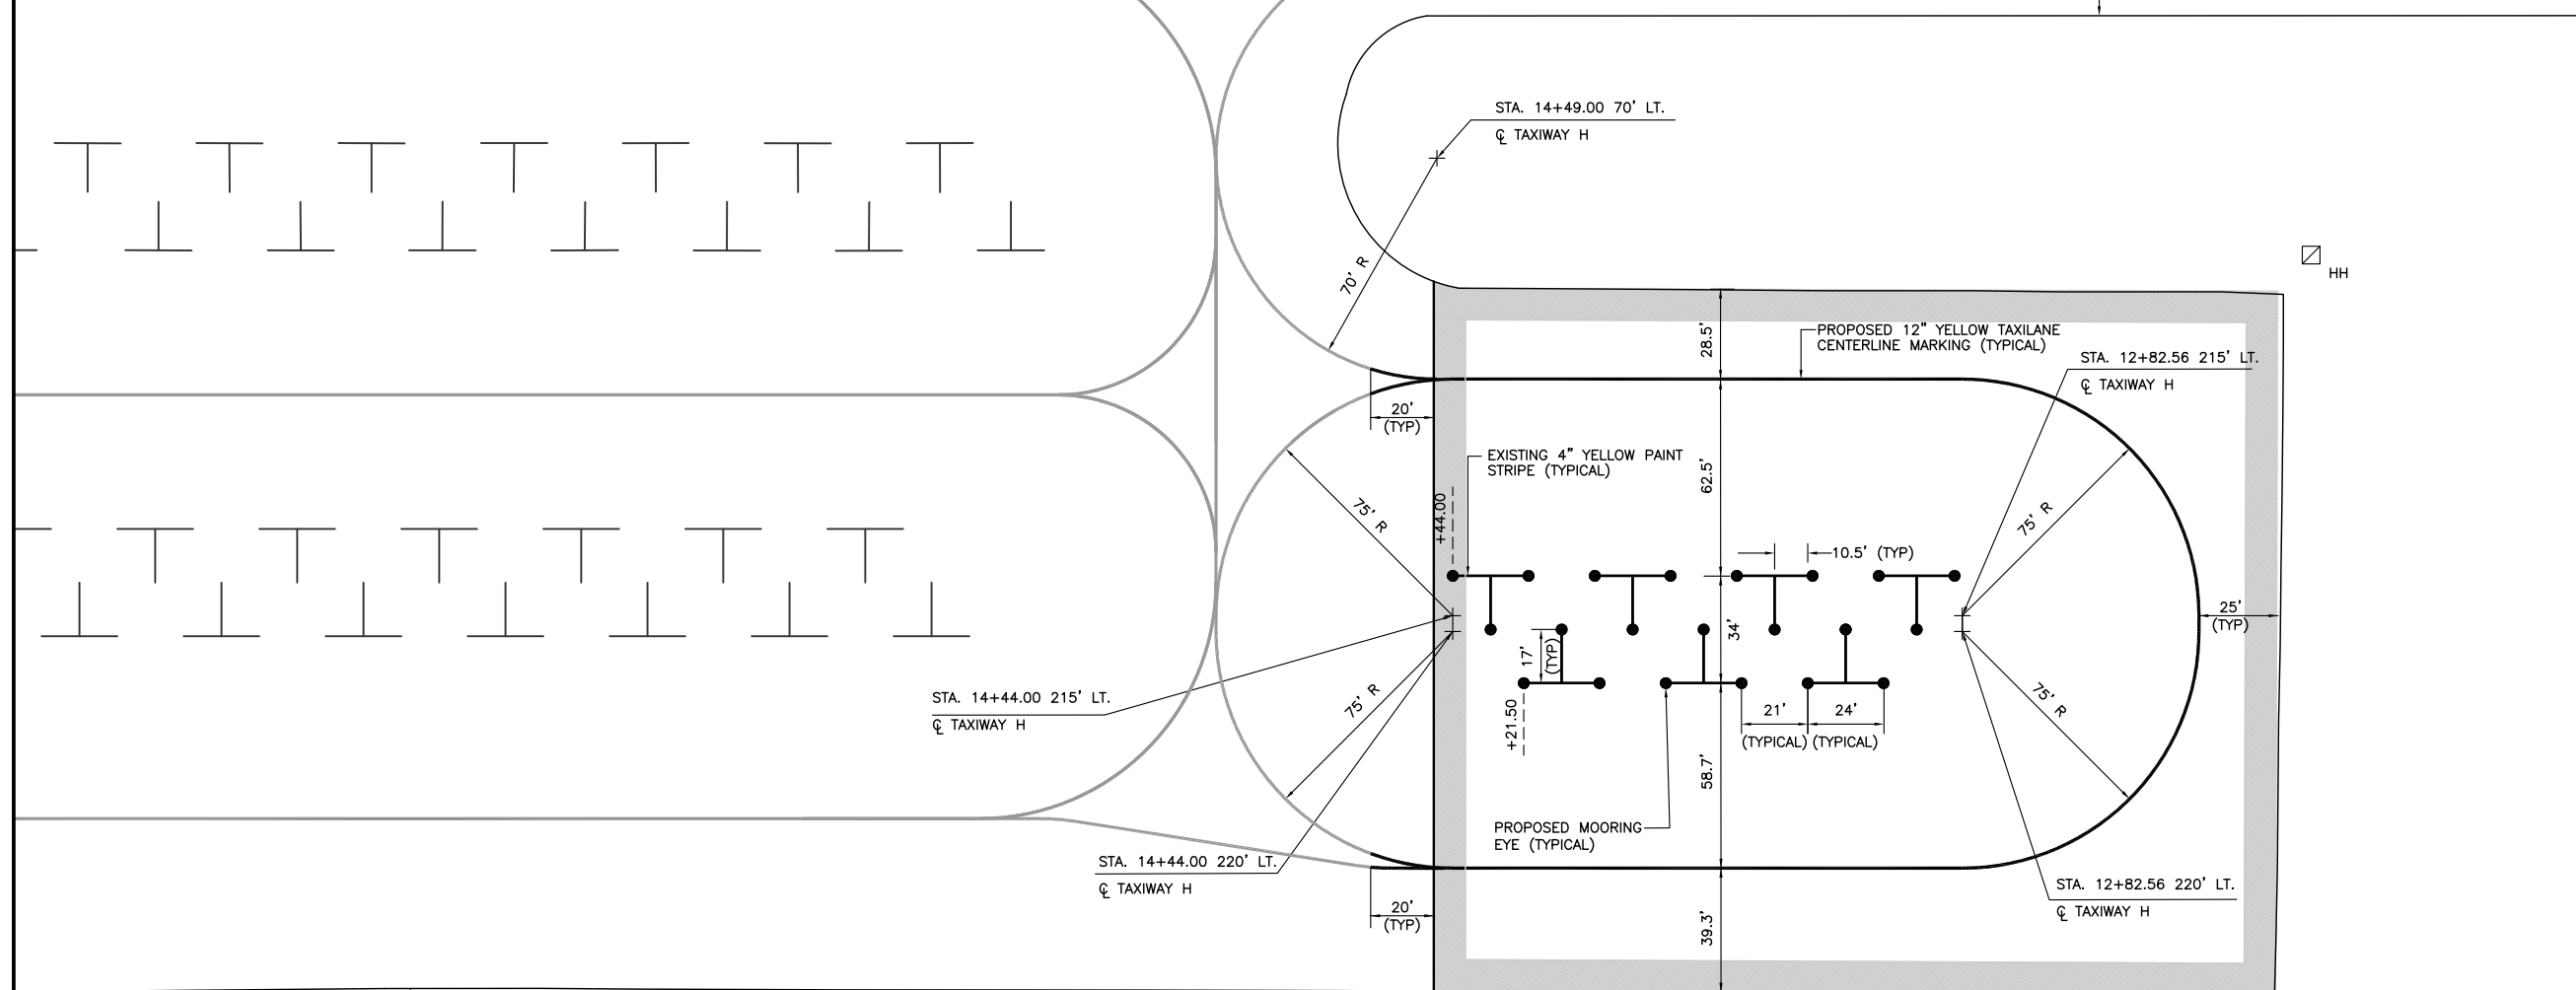 STA. 14+49.00 70' LT.
℄ TAXIWAY H
70' R
HH
28.5'
PROPOSED 12" YELLOW TAXILANE
CENTERLINE MARKING (TYPICAL)
STA. 12+82.56 215' LT.
℄ TAXIWAY H
20'
(TYP)
EXISTING 4" YELLOW PAINT
STRIPE (TYPICAL)
62.5'
+44.00
75' R
75' R
10.5' (TYP)
25'
(TYP)
34'
17'
(TYP)
STA. 14+44.00 215' LT.
℄ TAXIWAY H
75' R
75' R
+21.50
21'
(TYPICAL)
24'
(TYPICAL)
58.7'
PROPOSED MOORING
EYE (TYPICAL)
STA. 14+44.00 220' LT.
℄ TAXIWAY H
STA. 12+82.56 220' LT.
℄ TAXIWAY H
20'
(TYP)
39.3'